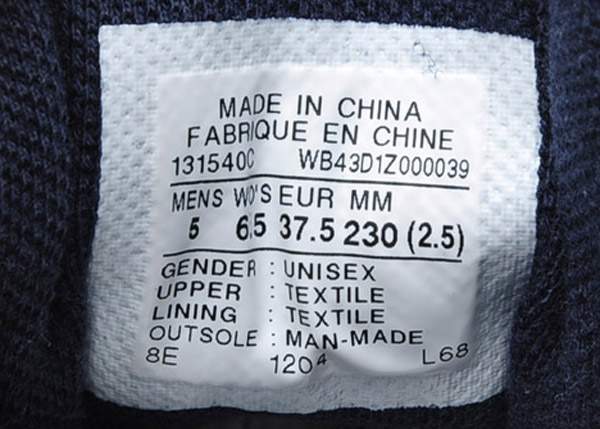 MADE IN CHINA
FABRIQUE EN CHINE
131540C WB43D1Z000039
MENS WO'S EUR MM
5 6.5 37.5 230 (2.5)
GENDER : UNISEX
UPPER : TEXTILE
LINING : TEXTILE
OUTSOLE : MAN-MADE
8E 120⁴ L68